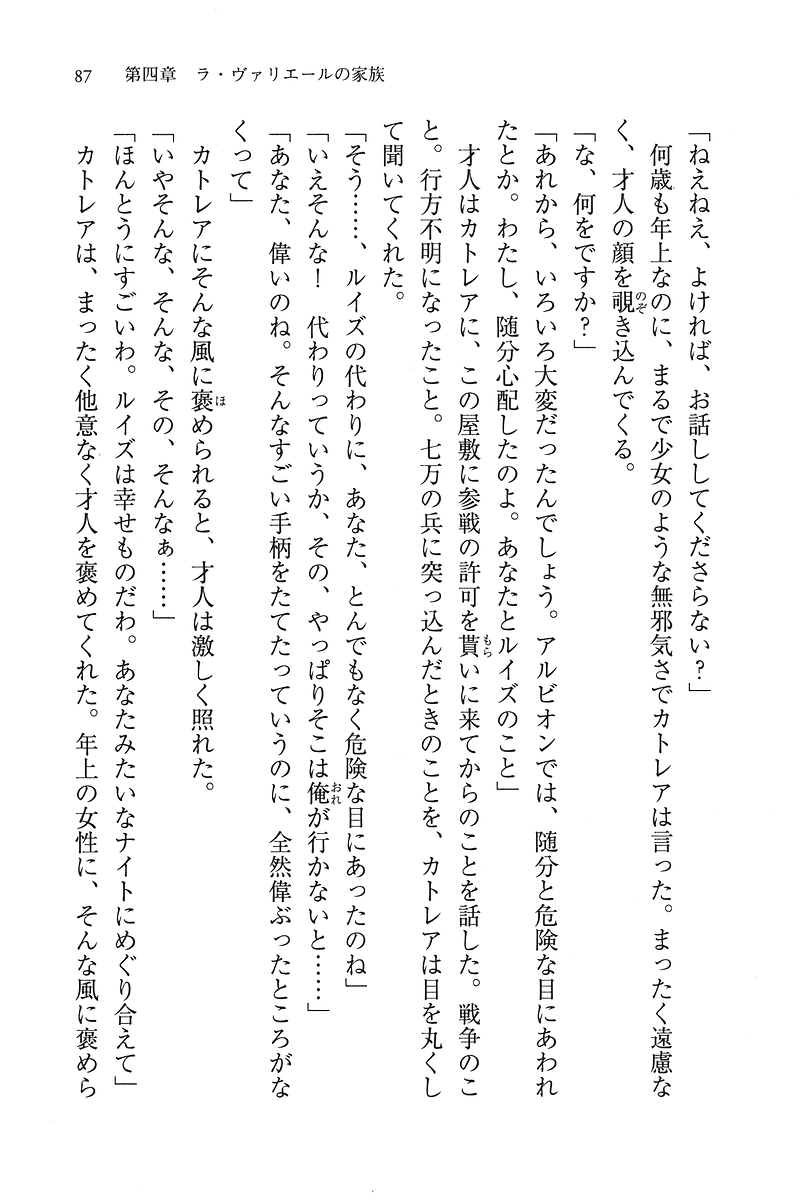 87　第四章　ラ・ヴァリエールの家族
「ねえねえ、よければ、お話ししてくださらない？」
　何歳も年上なのに、まるで少女のような無邪気さでカトレアは言った。まったく遠慮な
く、才人の顔を覗き込んでくる。
「な、何をですか？」
「あれから、いろいろ大変だったんでしょう。アルビオンでは、随分と危険な目にあわれ
たとか。わたし、随分心配したのよ。あなたとルイズのこと」
　才人はカトレアに、この屋敷に参戦の許可を貰いに来てからのことを話した。戦争のこ
と。行方不明になったこと。七万の兵に突っ込んだときのことを、カトレアは目を丸くし
て聞いてくれた。
「そう……、ルイズの代わりに、あなた、とんでもなく危険な目にあったのね」
「いえそんな！　代わりっていうか、その、やっぱりそこは俺が行かないと……」
「あなた、偉いのね。そんなすごい手柄をたてたっていうのに、全然偉ぶったところがな
くって」
　カトレアにそんな風に褒められると、才人は激しく照れた。
「いやそんな、そんな、その、そんなぁ……」
「ほんとうにすごいわ。ルイズは幸せものだわ。あなたみたいなナイトにめぐり合えて」
　カトレアは、まったく他意なく才人を褒めてくれた。年上の女性に、そんな風に褒めら